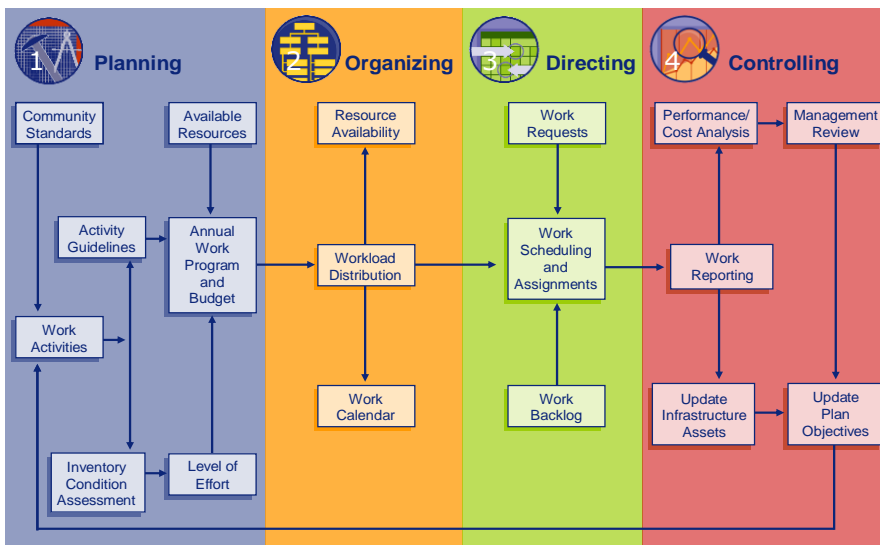 1
Planning
2
Organizing
3
Directing
4
Controlling
Community
Standards
Available
Resources
Activity
Guidelines
Annual
Work
Program
and
Budget
Work
Activities
Inventory
Condition
Assessment
Level of
Effort
Resource
Availability
Workload
Distribution
Work
Calendar
Work
Requests
Work
Scheduling
and
Assignments
Work
Backlog
Performance/
Cost Analysis
Management
Review
Work
Reporting
Update
Infrastructure
Assets
Update
Plan
Objectives